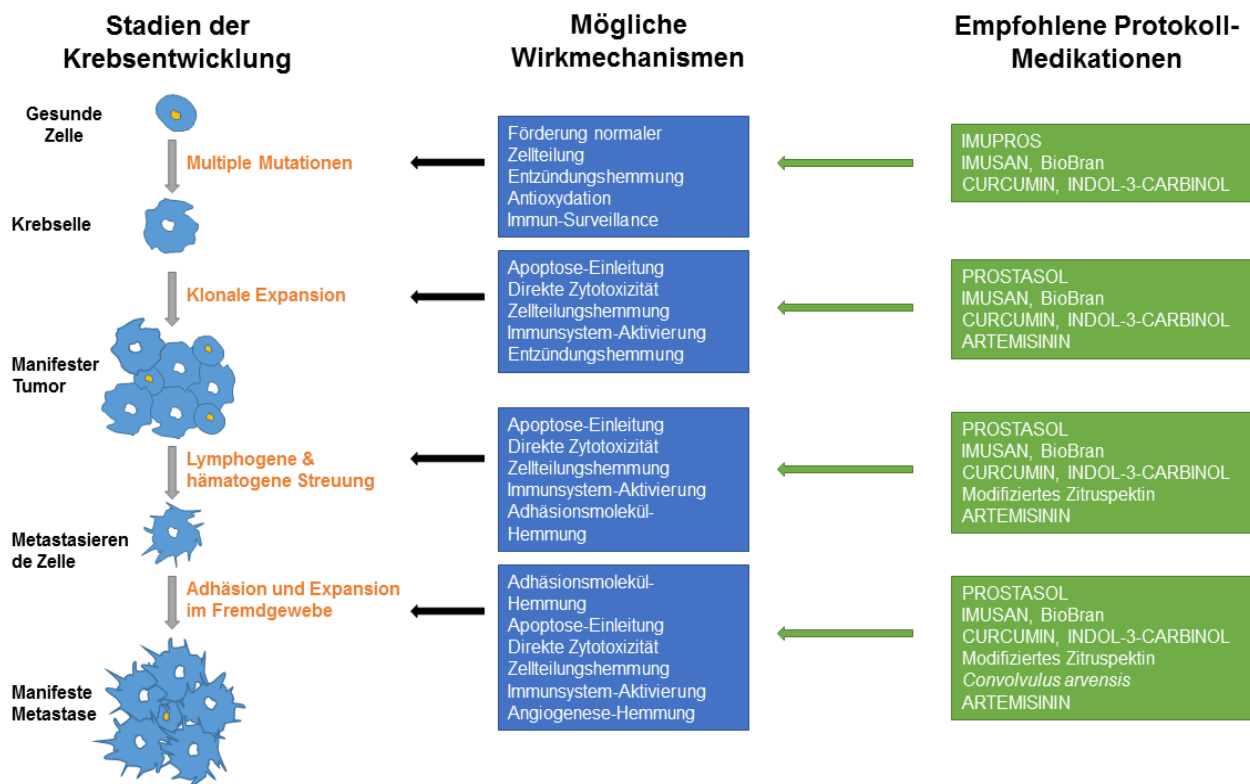 Stadien der
Krebsentwicklung
Mögliche
Wirkmechanismen
Empfohlene Protokoll-
Medikationen
Gesunde
Zelle
Multiple Mutationen
Förderung normaler
Zellteilung
Entzündungshemmung
Antioxydation
Immun-Surveillance
IMUPROS
IMUSAN, BioBran
CURCUMIN, INDOL-3-CARBINOL
Krebselle
Klonale Expansion
Apoptose-Einleitung
Direkte Zytotoxizität
Zellteilungshemmung
Immunsystem-Aktivierung
Entzündungshemmung
PROSTASOL
IMUSAN, BioBran
CURCUMIN, INDOL-3-CARBINOL
ARTEMISININ
Manifester
Tumor
Lymphogene &
hämatogene Streuung
Apoptose-Einleitung
Direkte Zytotoxizität
Zellteilungshemmung
Immunsystem-Aktivierung
Adhäsionsmolekül-
Hemmung
PROSTASOL
IMUSAN, BioBran
CURCUMIN, INDOL-3-CARBINOL
Modifiziertes Zitruspektin
ARTEMISININ
Metastasieren
de Zelle
Adhäsion und Expansion
im Fremdgewebe
Adhäsionsmolekül-
Hemmung
Apoptose-Einleitung
Direkte Zytotoxizität
Zellteilungshemmung
Immunsystem-Aktivierung
Angiogenese-Hemmung
PROSTASOL
IMUSAN, BioBran
CURCUMIN, INDOL-3-CARBINOL
Modifiziertes Zitruspektin
Convolvulus arvensis
ARTEMISININ
Manifeste
Metastase